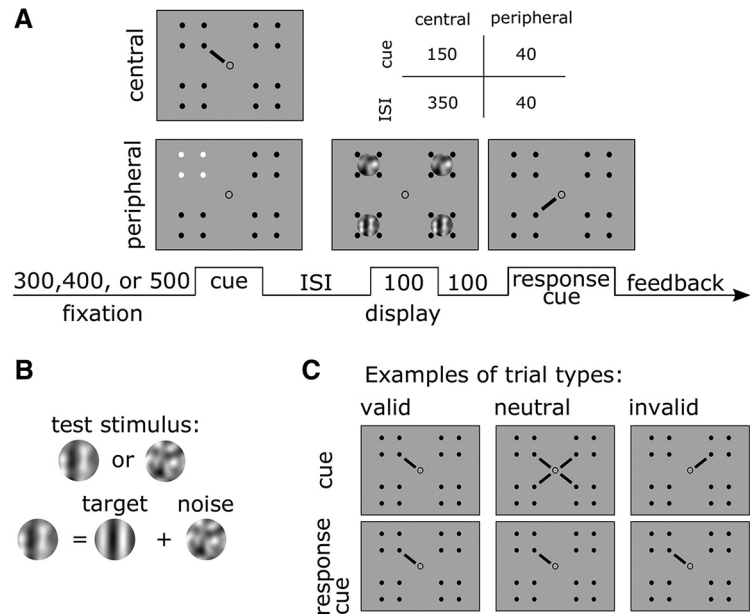 A
central peripheral
cue 150 40
ISI 350 40
central
peripheral
300,400, or 500 cue ISI 100 100 response cue feedback
fixation display
B
test stimulus:
or
target noise
= +
C
Examples of trial types:
valid neutral invalid
cue
response cue